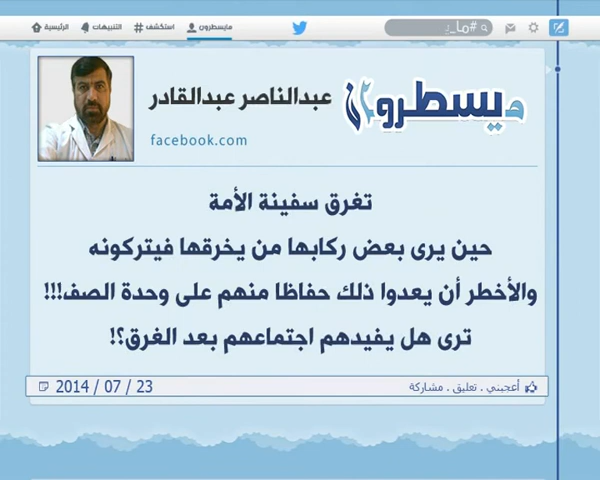 الرئيسية التنبيهات # استكشف مايسطرون #ما_يـ
مايسطرون
عبدالناصر عبدالقادر
facebook.com
تغرق سفينة الأمة
حين يرى بعض ركابها من يخرقها فيتركونه
والأخطر أن يعدوا ذلك حفاظا منهم على وحدة الصف!!!
ترى هل يفيدهم اجتماعهم بعد الغرق؟!
أعجبني . تعليق . مشاركة
2014 / 07 / 23